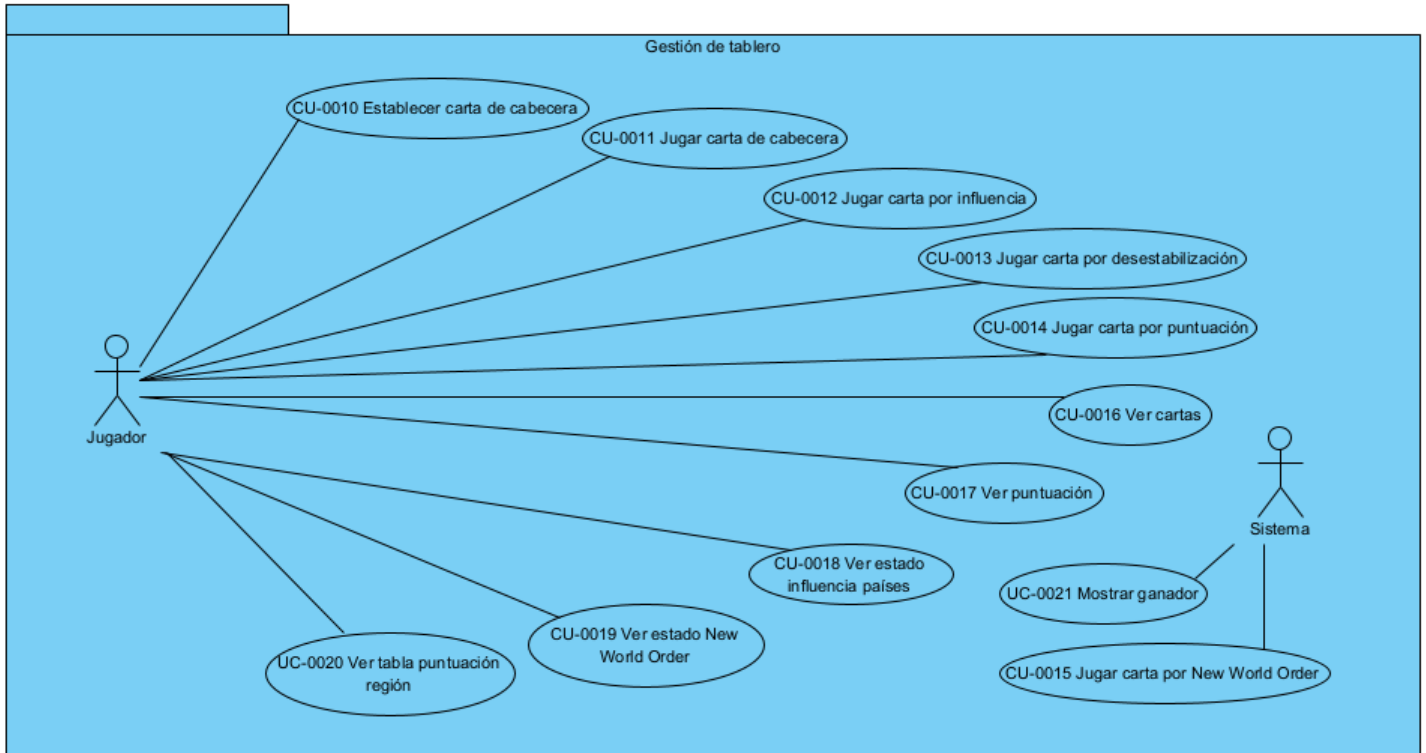 Gestión de tablero
CU-0010 Establecer carta de cabecera
CU-0011 Jugar carta de cabecera
CU-0012 Jugar carta por influencia
CU-0013 Jugar carta por desestabilización
CU-0014 Jugar carta por puntuación
CU-0016 Ver cartas
Jugador
CU-0017 Ver puntuación
Sistema
CU-0018 Ver estado
influencia países
UC-0021 Mostrar ganador
CU-0019 Ver estado New
World Order
UC-0020 Ver tabla puntuación
región
CU-0015 Jugar carta por New World Order